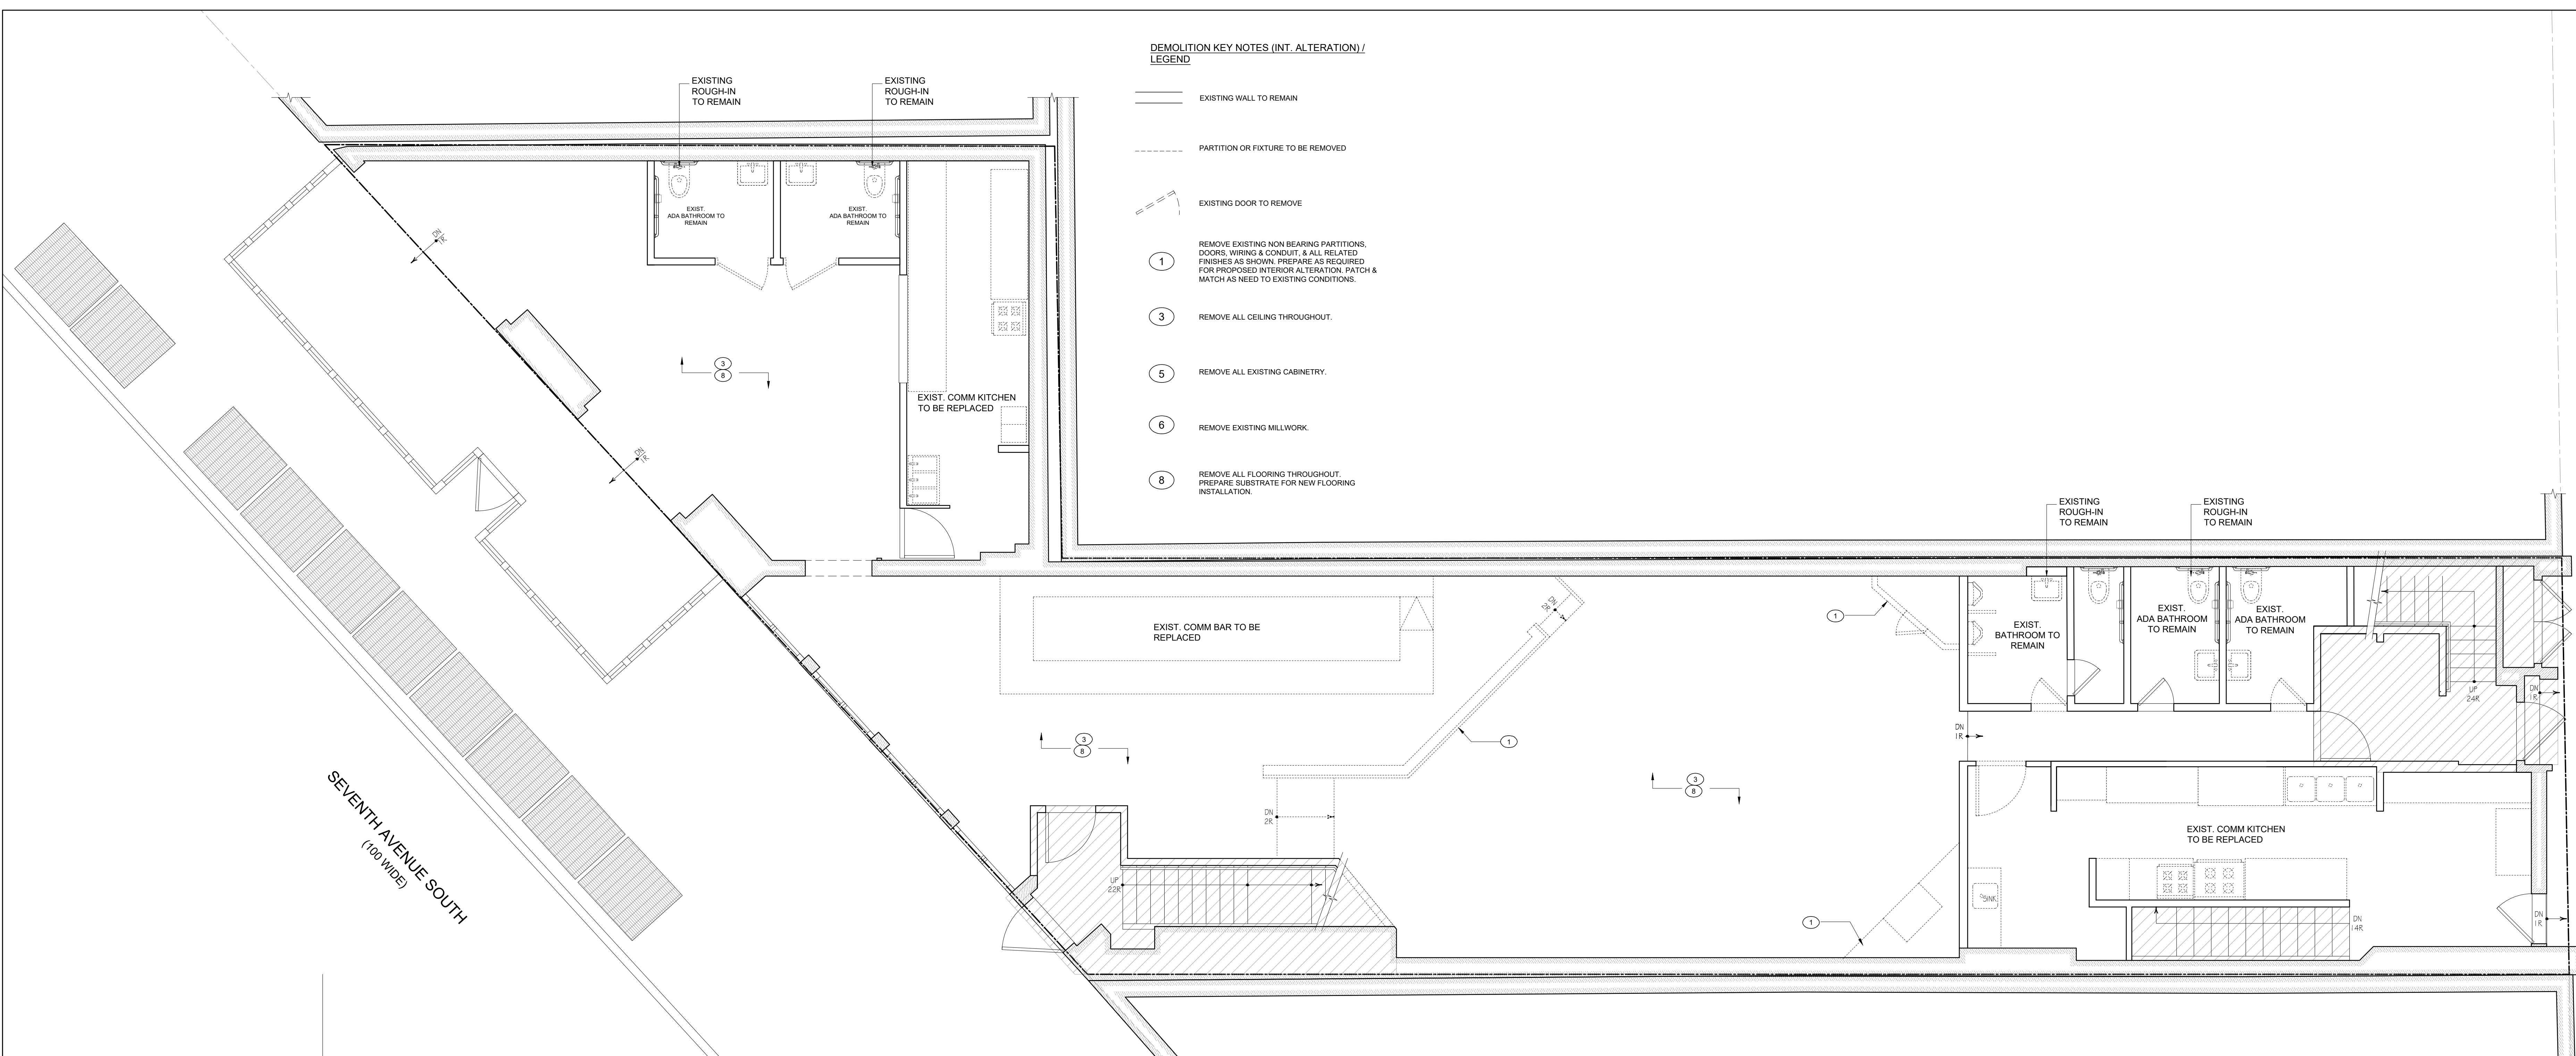 DEMOLITION KEY NOTES (INT. ALTERATION) /
LEGEND
EXISTING WALL TO REMAIN
PARTITION OR FIXTURE TO BE REMOVED
EXISTING DOOR TO REMOVE
1
REMOVE EXISTING NON BEARING PARTITIONS,
DOORS, WIRING & CONDUIT, & ALL RELATED
FINISHES AS SHOWN. PREPARE AS REQUIRED
FOR PROPOSED INTERIOR ALTERATION. PATCH &
MATCH AS NEED TO EXISTING CONDITIONS.
3
REMOVE ALL CEILING THROUGHOUT.
5
REMOVE ALL EXISTING CABINETRY.
6
REMOVE EXISTING MILLWORK.
8
REMOVE ALL FLOORING THROUGHOUT.
PREPARE SUBSTRATE FOR NEW FLOORING
INSTALLATION.
EXISTING
ROUGH-IN
TO REMAIN
EXISTING
ROUGH-IN
TO REMAIN
EXIST.
ADA BATHROOM TO
REMAIN
EXIST.
ADA BATHROOM TO
REMAIN
DN
1R
3
8
EXIST. COMM KITCHEN
TO BE REPLACED
DN
1R
EXISTING
ROUGH-IN
TO REMAIN
EXISTING
ROUGH-IN
TO REMAIN
EXIST. COMM BAR TO BE
REPLACED
DN
2R
1
EXIST.
BATHROOM TO
REMAIN
EXIST.
ADA BATHROOM
TO REMAIN
EXIST.
ADA BATHROOM
TO REMAIN
UP
24R
DN
1R
3
8
1
DN
1R
3
8
DN
2R
EXIST. COMM KITCHEN
TO BE REPLACED
UP
22R
SINK
1
DN
14R
DN
1R
SEVENTH AVENUE SOUTH
(100 WIDE)